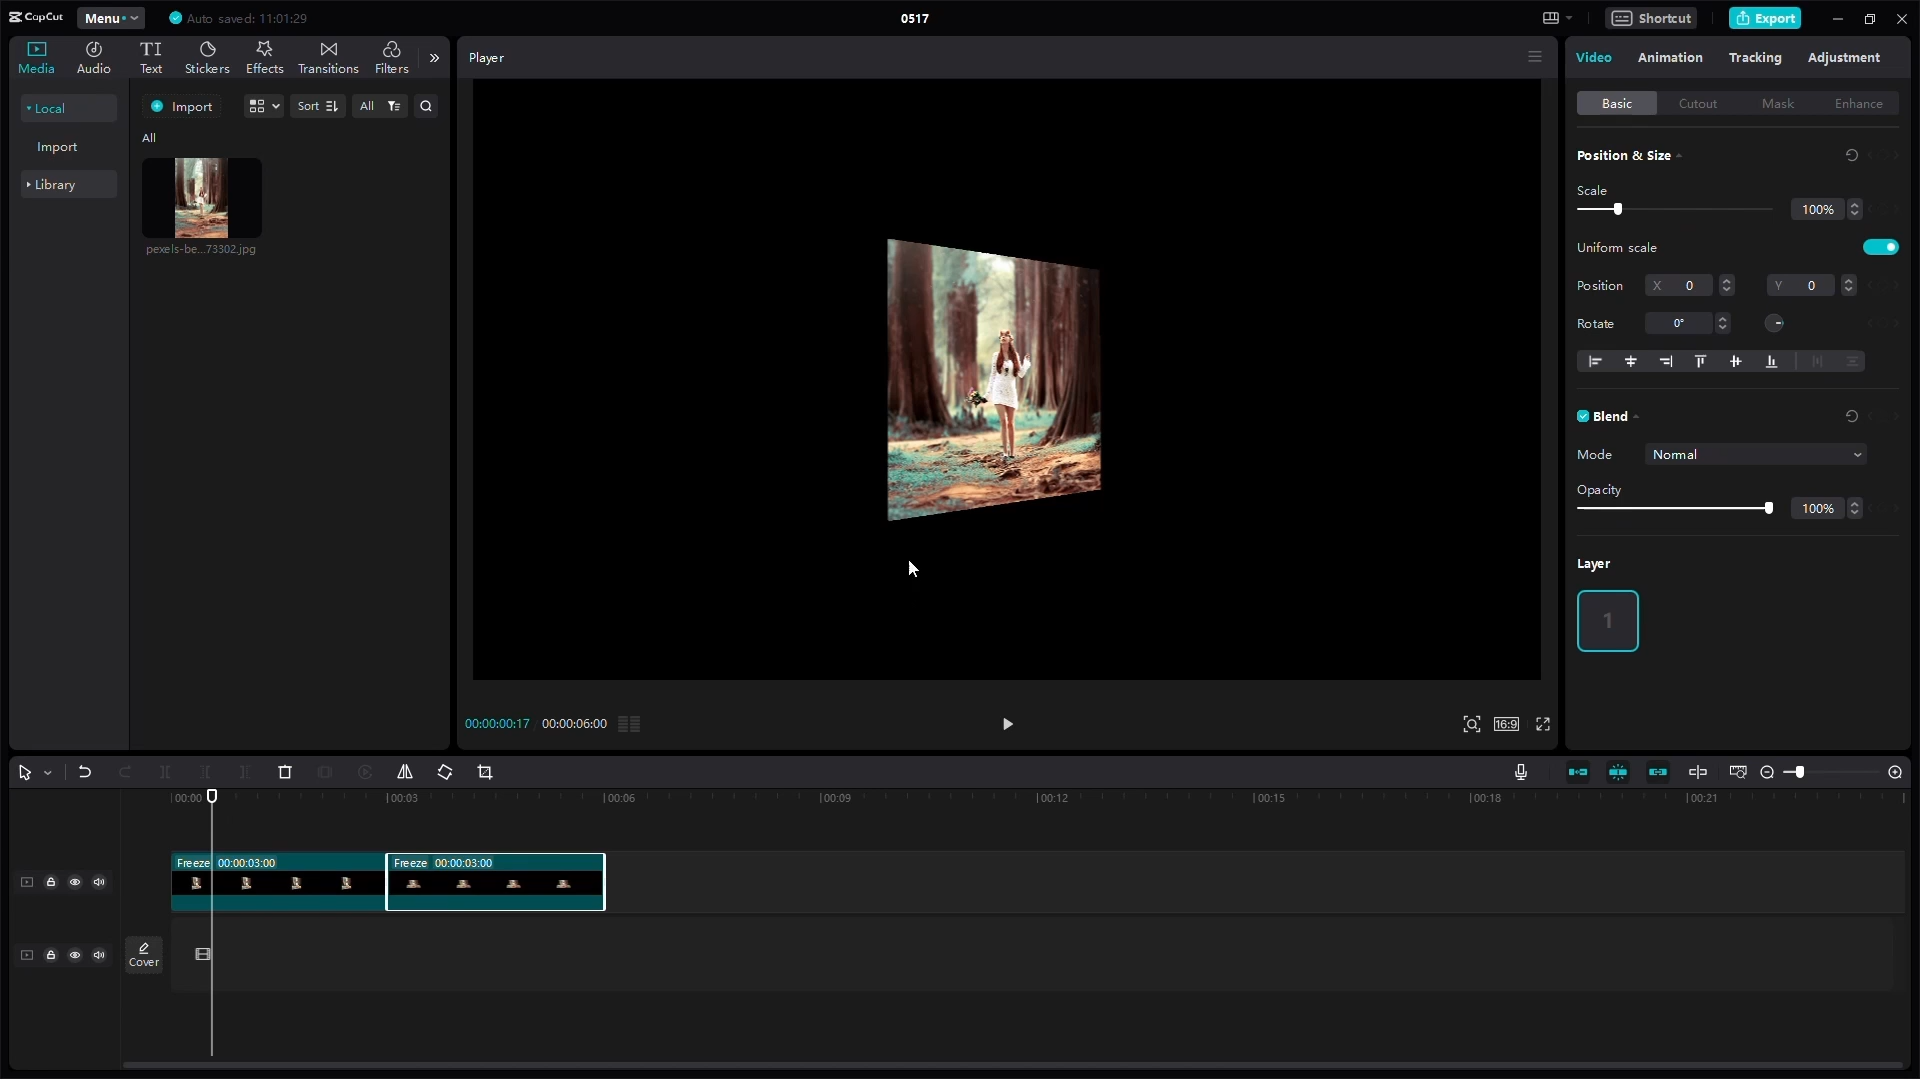 CapCut
Menu
Auto saved: 11:01:29
0517
Shortcut
Export
Media
Audio
TI
Text
Stickers
Effects
Transitions
Filters
Player
Video
Animation
Tracking
Adjustment
Local
Import
Library
Import
Sort
All
All
pexels-be...73302.jpg
Basic
Cutout
Mask
Enhance
Position & Size
Scale
100%
Uniform scale
Position
X 0
Y 0
Rotate
0°
Blend
Mode
Normal
Opacity
100%
Layer
1
00:00:00:17
00:00:06:00
16:9
00:00
00:03
00:06
00:09
00:12
00:15
00:18
00:21
Freeze 00:00:03:00
Freeze 00:00:03:00
Cover